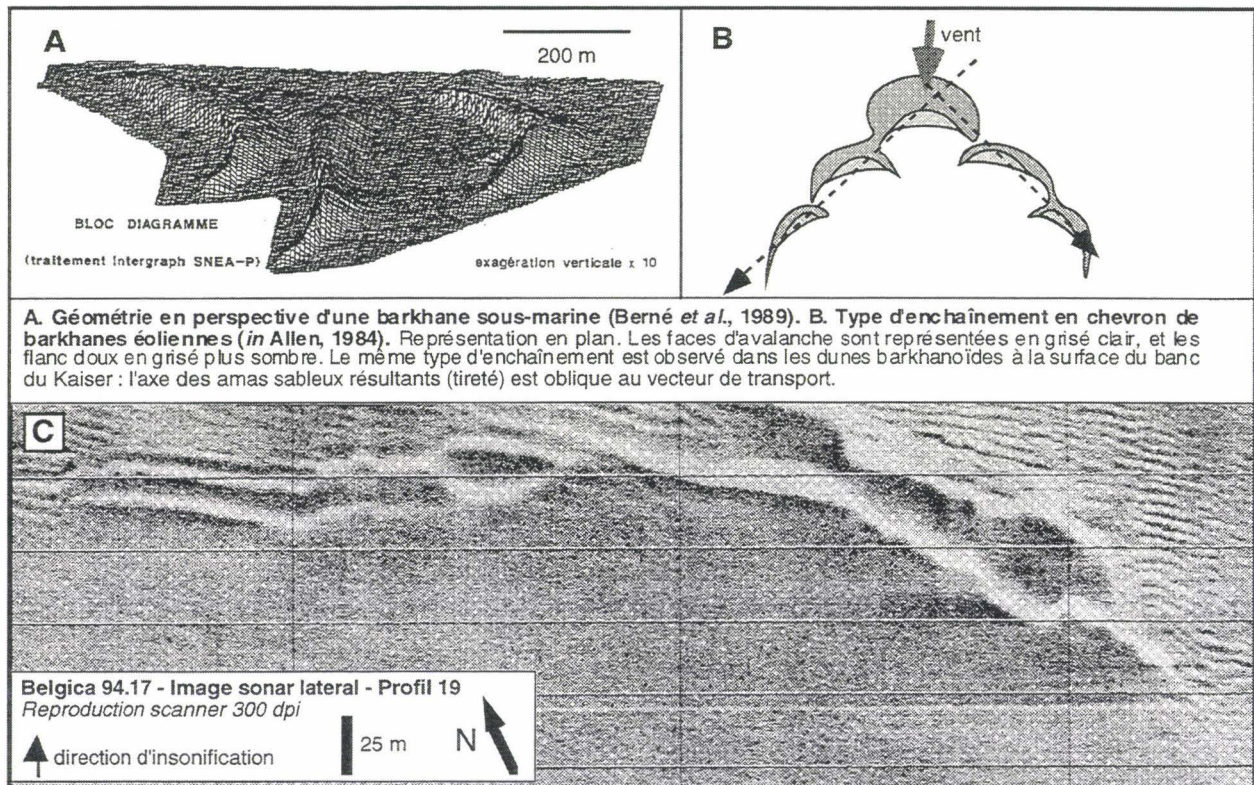 A
200 m
BLOC DIAGRAMME
(traitement Intergraph SNEA-P)
exagération verticale x 10
B
vent
A. Géométrie en perspective d'une barkhane sous-marine (Berné et al., 1989). B. Type d'enchaînement en chevron de
barkhanes éoliennes (in Allen, 1984). Représentation en plan. Les faces d'avalanche sont représentées en grisé clair, et les
flanc doux en grisé plus sombre. Le même type d'enchaînement est observé dans les dunes barkhanoïdes à la surface du banc
du Kaiser : l'axe des amas sableux résultants (tireté) est oblique au vecteur de transport.
C
Belgica 94.17 - Image sonar lateral - Profil 19
Reproduction scanner 300 dpi
direction d'insonification
25 m
N